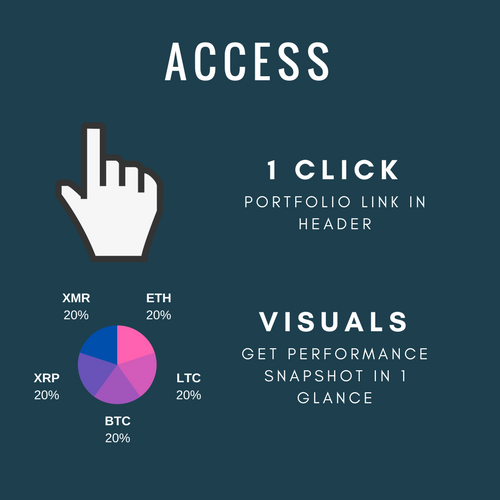 ACCESS
1 CLICK
PORTFOLIO LINK IN
HEADER
XMR
20%
ETH
20%
XRP
20%
LTC
20%
BTC
20%
VISUALS
GET PERFORMANCE
SNAPSHOT IN 1
GLANCE